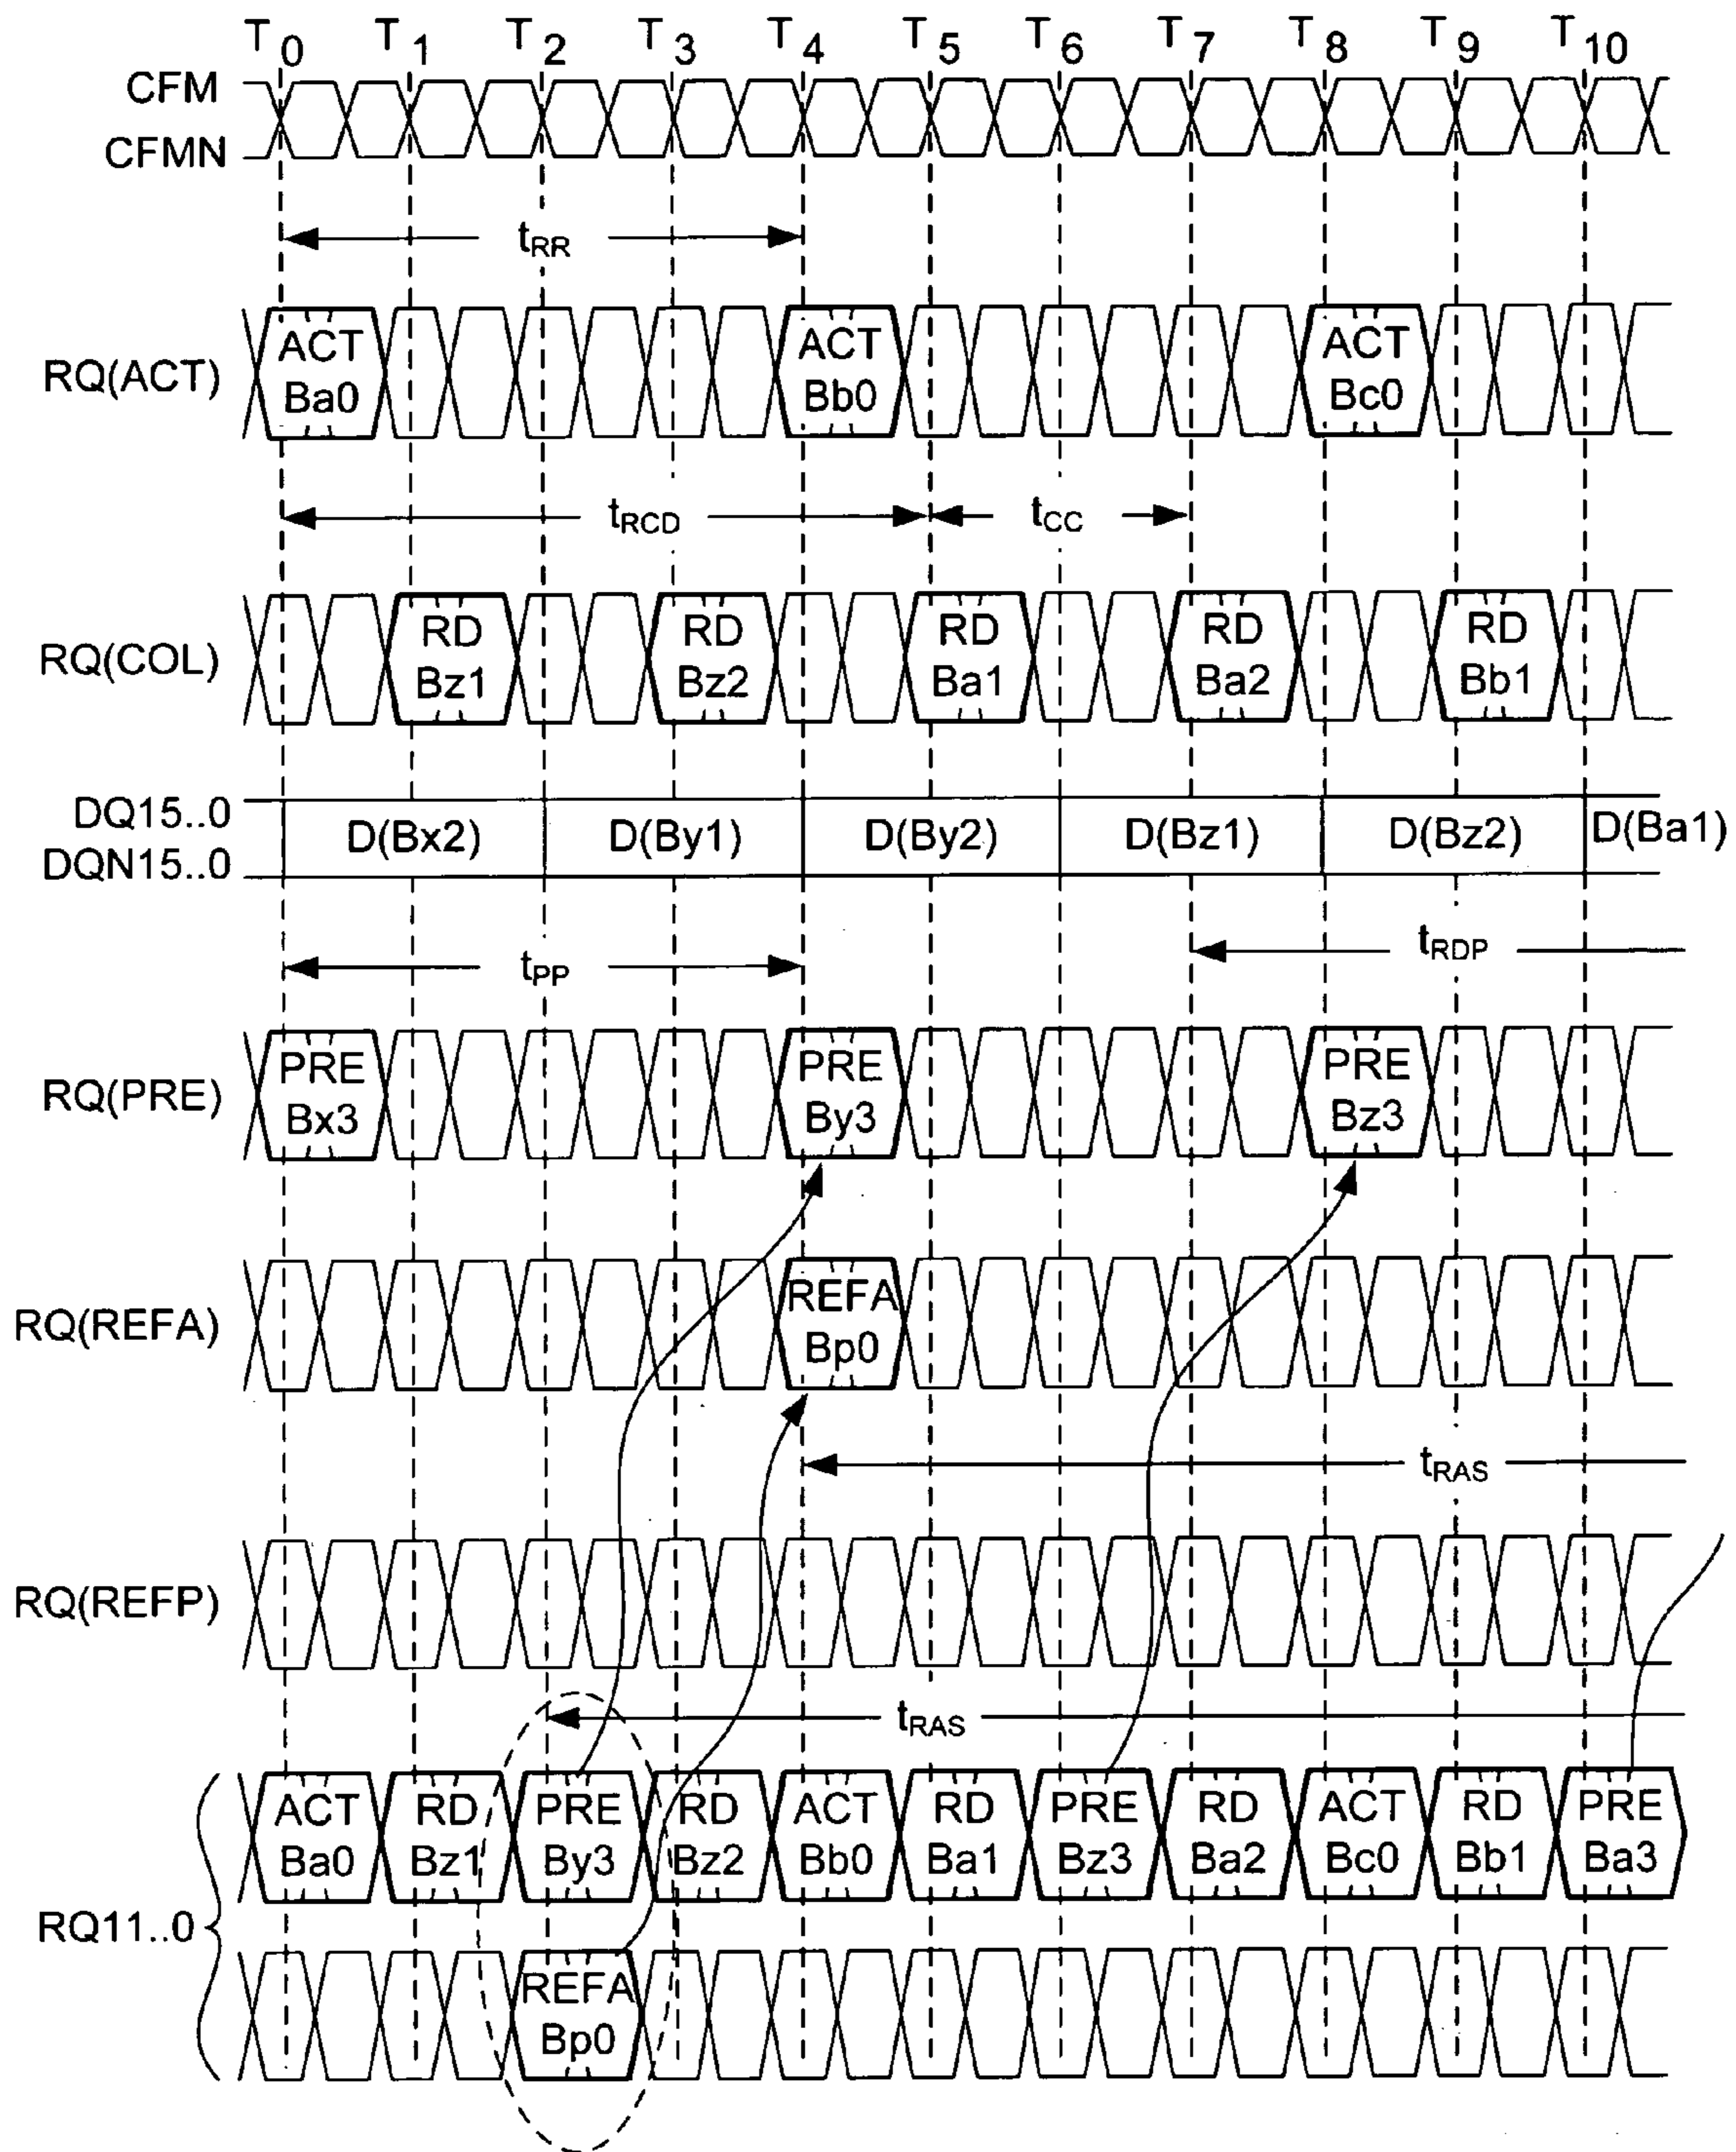 T0 T1 T2 T3 T4 T5 T6 T7 T8 T9 T10
CFM
CFMN
tRR
RQ(ACT)
ACT Ba0
ACT Bb0
ACT Bc0
tRCD
tCC
RQ(COL)
RD Bz1
RD Bz2
RD Ba1
RD Ba2
RD Bb1
DQ15..0
DQN15..0
D(Bx2) D(By1) D(By2) D(Bz1) D(Bz2) D(Ba1)
tPP
tRDP
RQ(PRE)
PRE Bx3
PRE By3
PRE Bz3
RQ(REFA)
REFA Bp0
tRAS
RQ(REFP)
tRAS
RQ11..0
ACT Ba0
RD Bz1
PRE By3
RD Bz2
ACT Bb0
RD Ba1
PRE Bz3
RD Ba2
ACT Bc0
RD Bb1
PRE Ba3
REFA Bp0